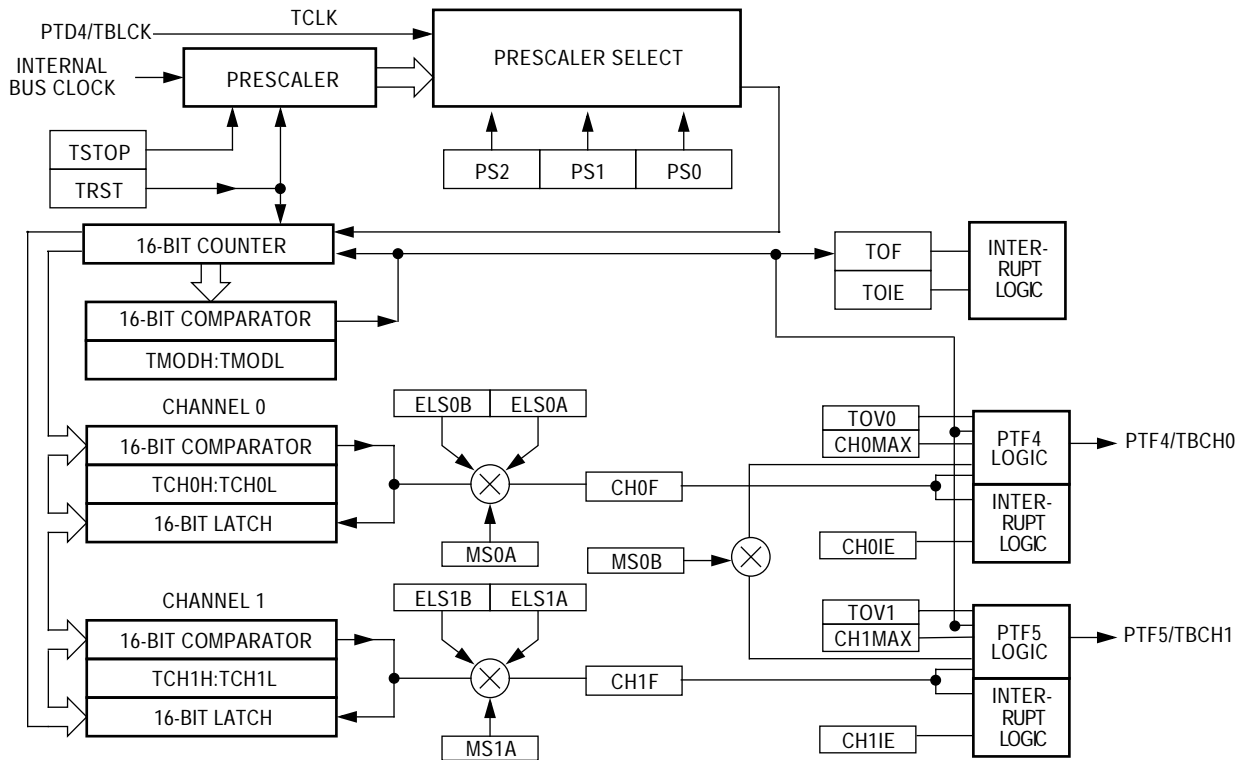 TCLK
PTD4/TBLCK
PRESCALER SELECT
INTERNAL
BUS CLOCK
PRESCALER
TSTOP
TRST
PS2
PS1
PS0
16-BIT COUNTER
TOF
TOIE
INTER-
RUPT
LOGIC
16-BIT COMPARATOR
TMODH:TMODL
CHANNEL 0
ELS0B
ELS0A
16-BIT COMPARATOR
TCH0H:TCH0L
16-BIT LATCH
MS0A
CH0F
TOV0
CH0MAX
PTF4
LOGIC
PTF4/TBCH0
INTER-
RUPT
LOGIC
CH0IE
MS0B
CHANNEL 1
ELS1B
ELS1A
16-BIT COMPARATOR
TCH1H:TCH1L
16-BIT LATCH
MS1A
CH1F
TOV1
CH1MAX
PTF5
LOGIC
PTF5/TBCH1
INTER-
RUPT
LOGIC
CH1IE